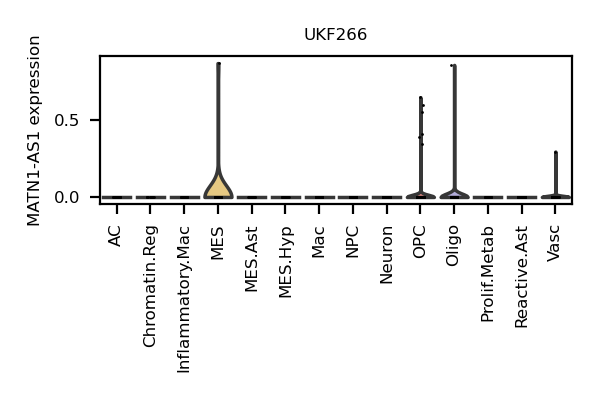 UKF266
MATN1-AS1 expression
0.5
0.0
AC
Chromatin.Reg
Inflammatory.Mac
MES
MES.Ast
MES.Hyp
Mac
NPC
Neuron
OPC
Oligo
Prolif.Metab
Reactive.Ast
Vasc